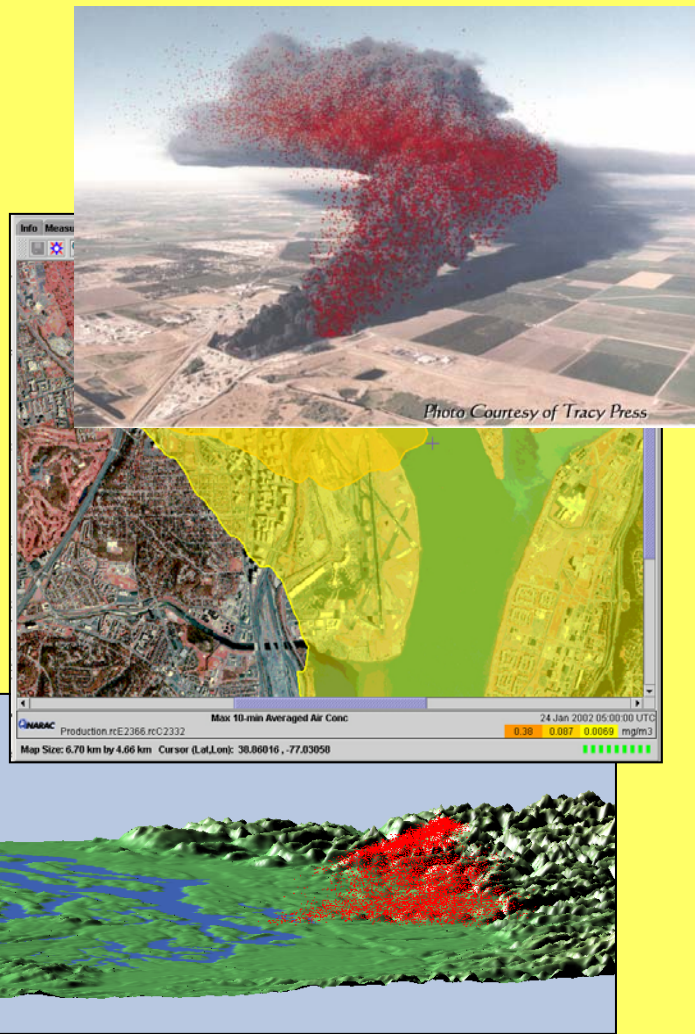 Photo Courtesy of Tracy Press
Info
Max 10-min Averaged Air Conc
24 Jan 2002 05:00:00 UTC
NARAC
Production.rcE2366.rcC2332
0.38 0.087 0.0069 mg/m3
Map Size: 6.70 km by 4.66 km Cursor (Lat,Lon): 38.86016 , -77.03058